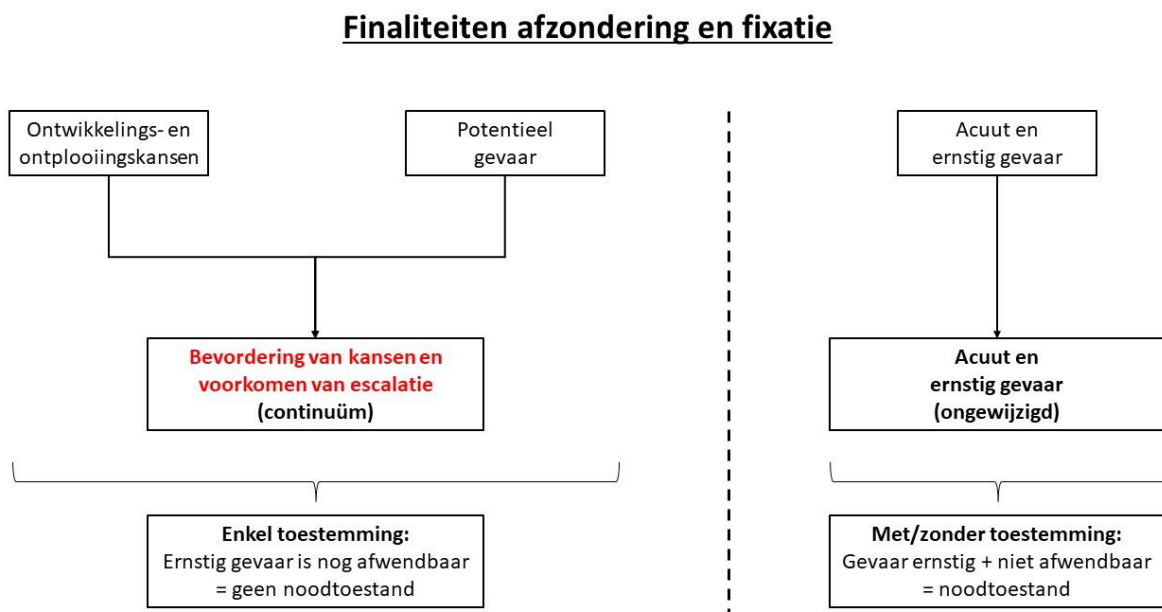 Finaliteiten afzondering en fixatie
Ontwikkelings- en
ontplooiingskansen
Potentieel
gevaar
Acuut en
ernstig gevaar
Bevordering van kansen en
voorkomen van escalatie
(continuüm)
Acuut en
ernstig gevaar
(ongewijzigd)
Enkel toestemming:
Ernstig gevaar is nog afwendbaar
= geen noodtoestand
Met/zonder toestemming:
Gevaar ernstig + niet afwendbaar
= noodtoestand